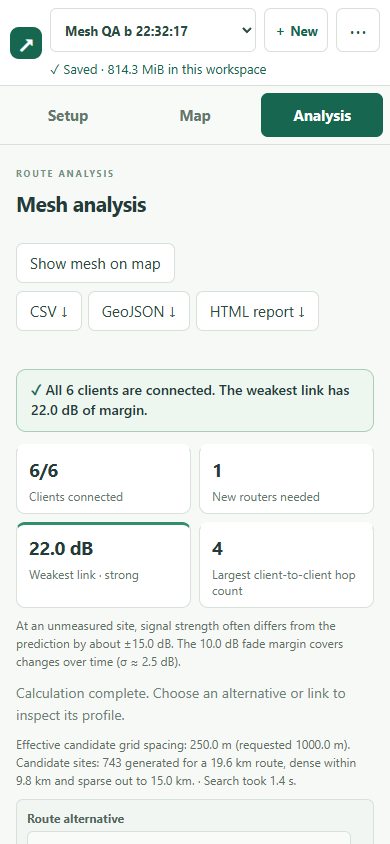 Mesh QA b 22:32:17
+ New
...
✓ Saved · 814.3 MiB in this workspace
Setup
Map
Analysis
ROUTE ANALYSIS
Mesh analysis
Show mesh on map
CSV ↓
GeoJSON ↓
HTML report ↓
✓ All 6 clients are connected. The weakest link has
22.0 dB of margin.
6/6
Clients connected
1
New routers needed
22.0 dB
Weakest link · strong
4
Largest client-to-client hop
count
At an unmeasured site, signal strength often differs from the
prediction by about ±15.0 dB. The 10.0 dB fade margin covers
changes over time (σ ≈ 2.5 dB).
Calculation complete. Choose an alternative or link to
inspect its profile.
Effective candidate grid spacing: 250.0 m (requested 1000.0 m).
Candidate sites: 743 generated for a 19.6 km route, dense within
9.8 km and sparse out to 15.0 km. · Search took 1.4 s.
Route alternative